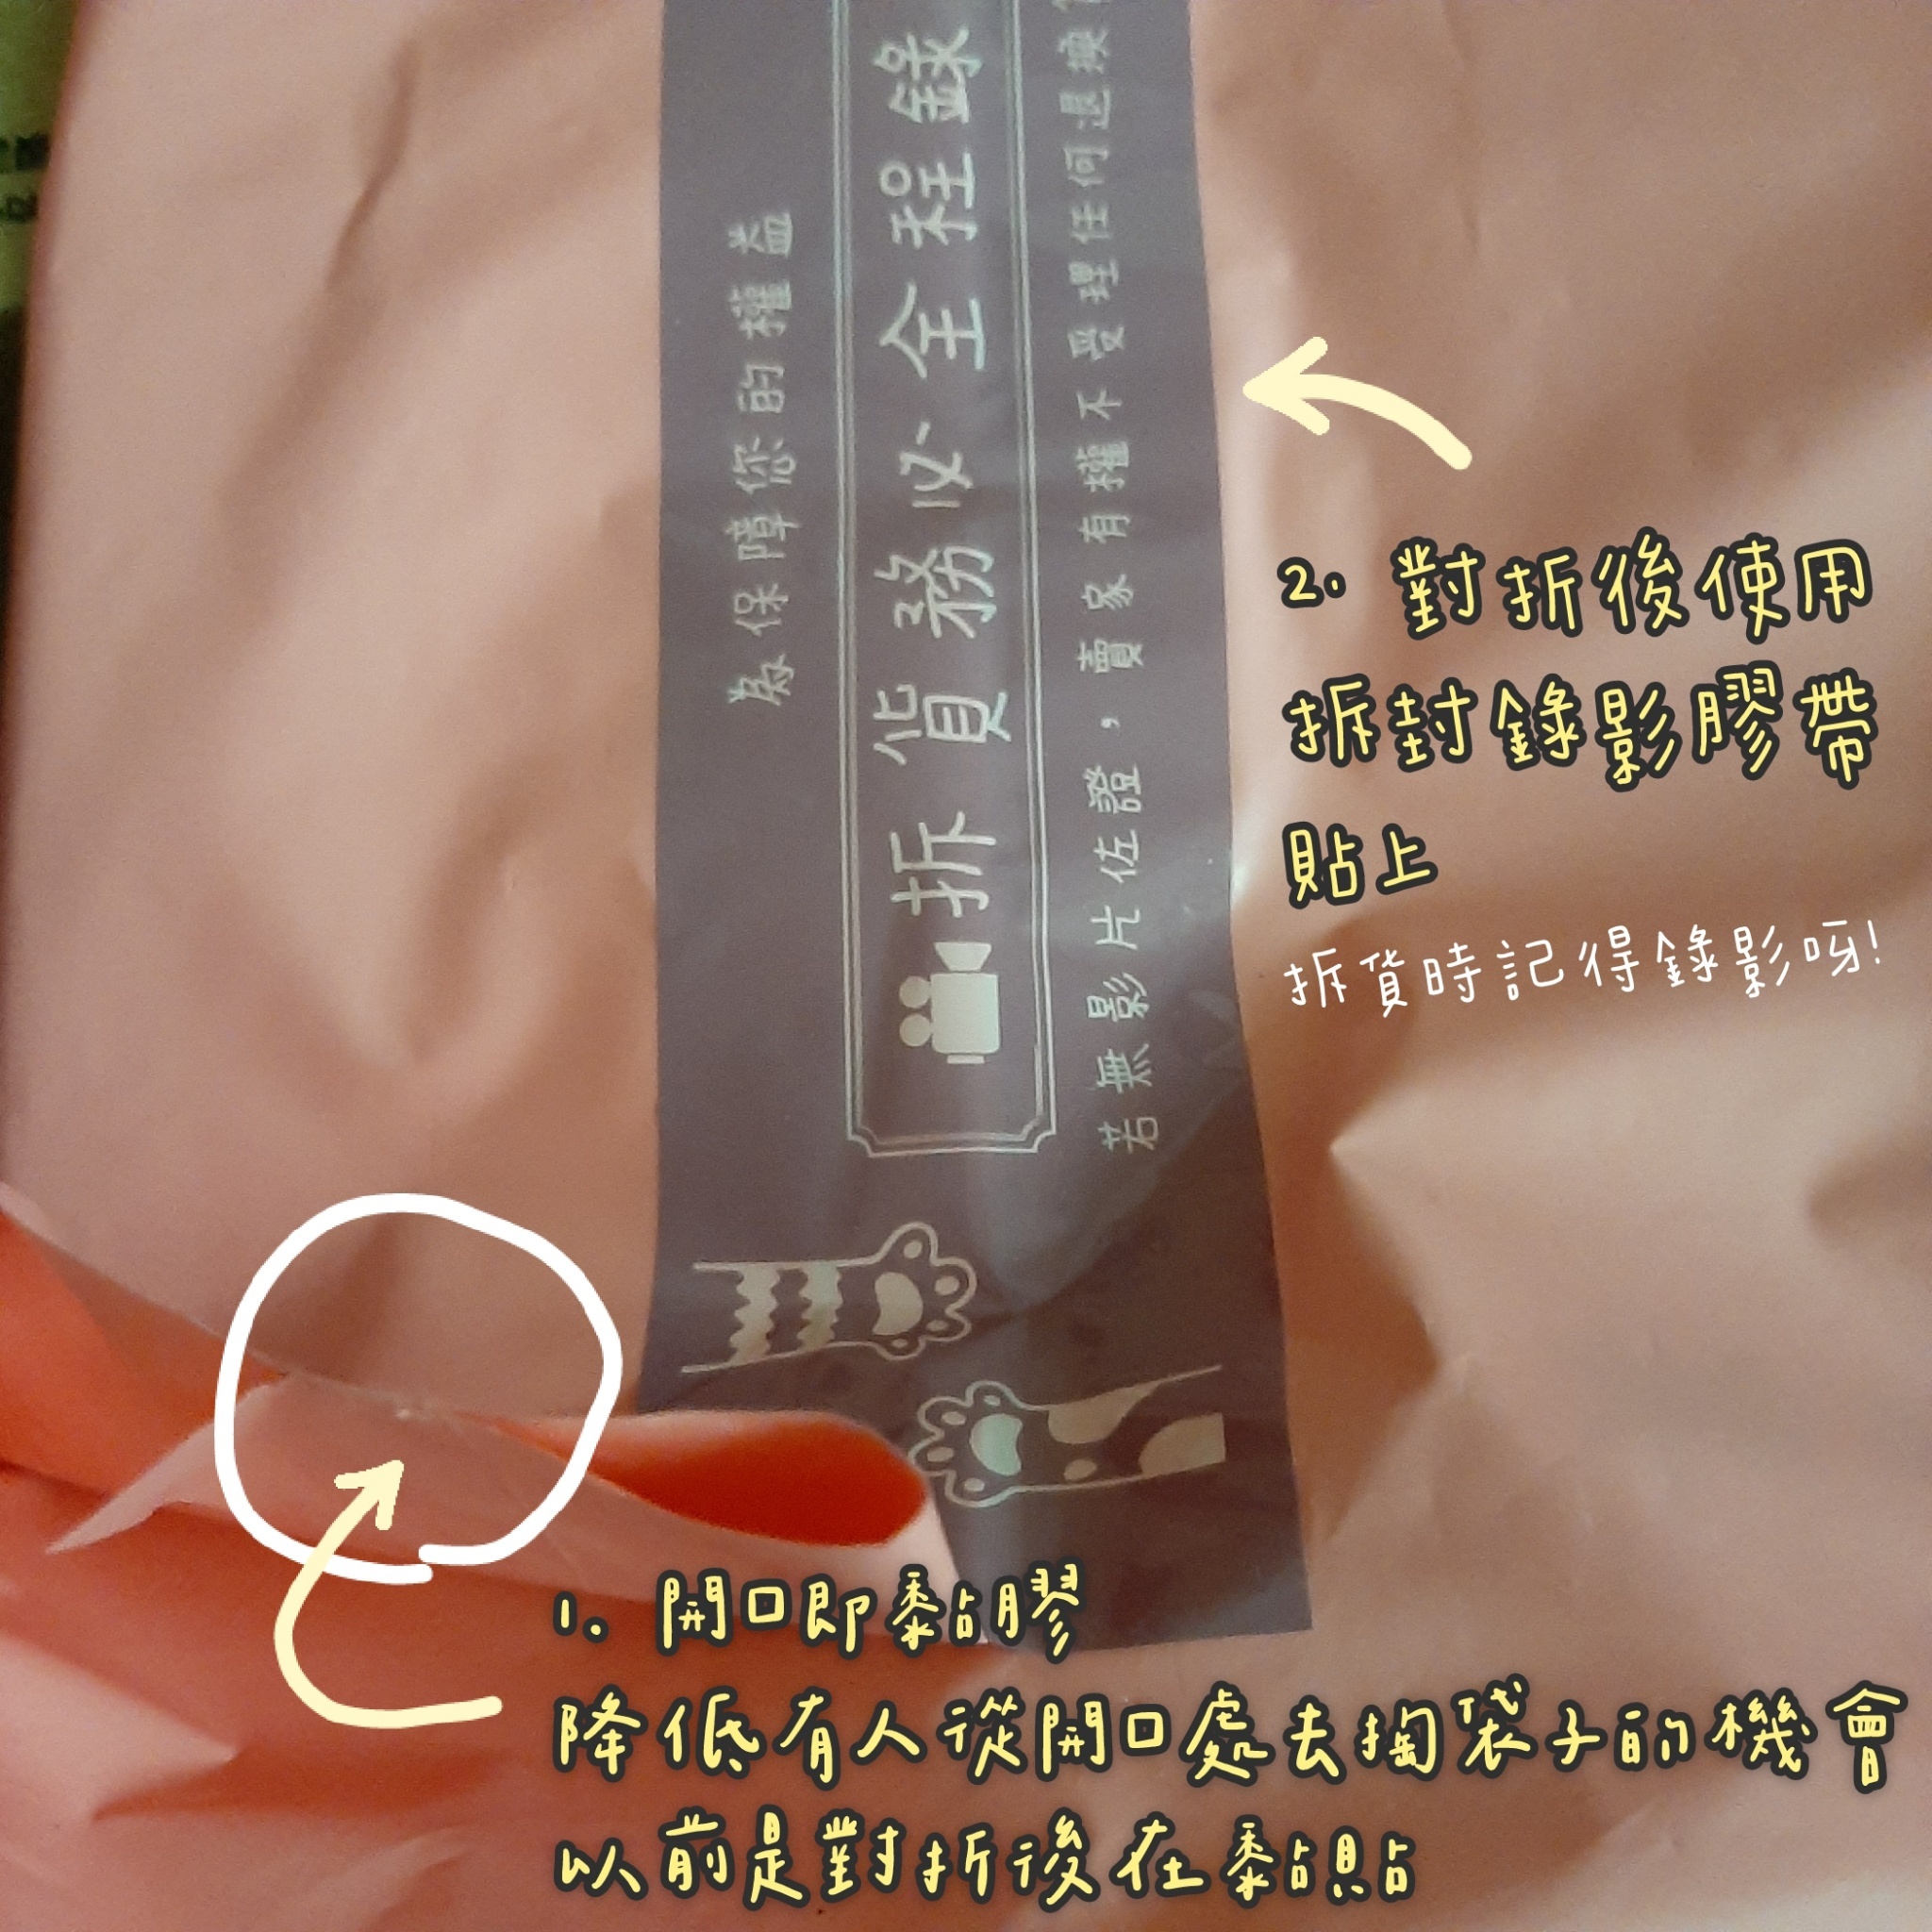 為保障您的權益
拆貨務必全程錄
若無影片佐證，賣家有權不受理任何退換
2. 對折後使用
拆封錄影膠帶
貼上
拆貨時記得錄影呀!
1. 開口即黏膠
降低有人從開口處去掏袋子的機會
以前是對折後在黏貼